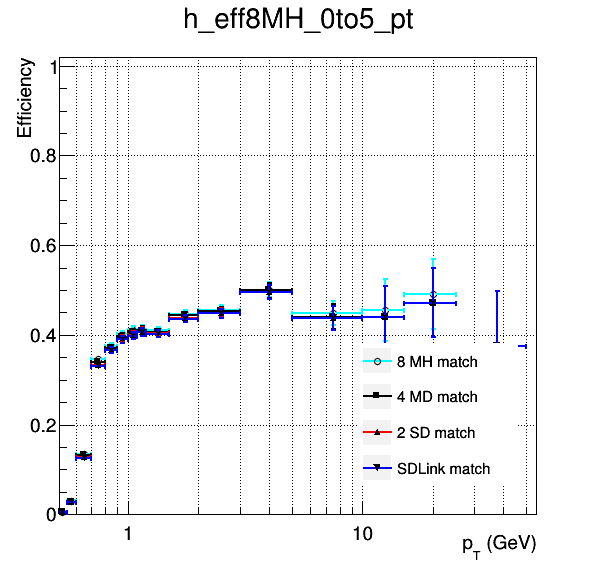 h_eff8MH_0to5_pt
Efficiency
1
0.8
0.6
0.4
0.2
0
8 MH match
4 MD match
2 SD match
SDLink match
1
10
pT (GeV)